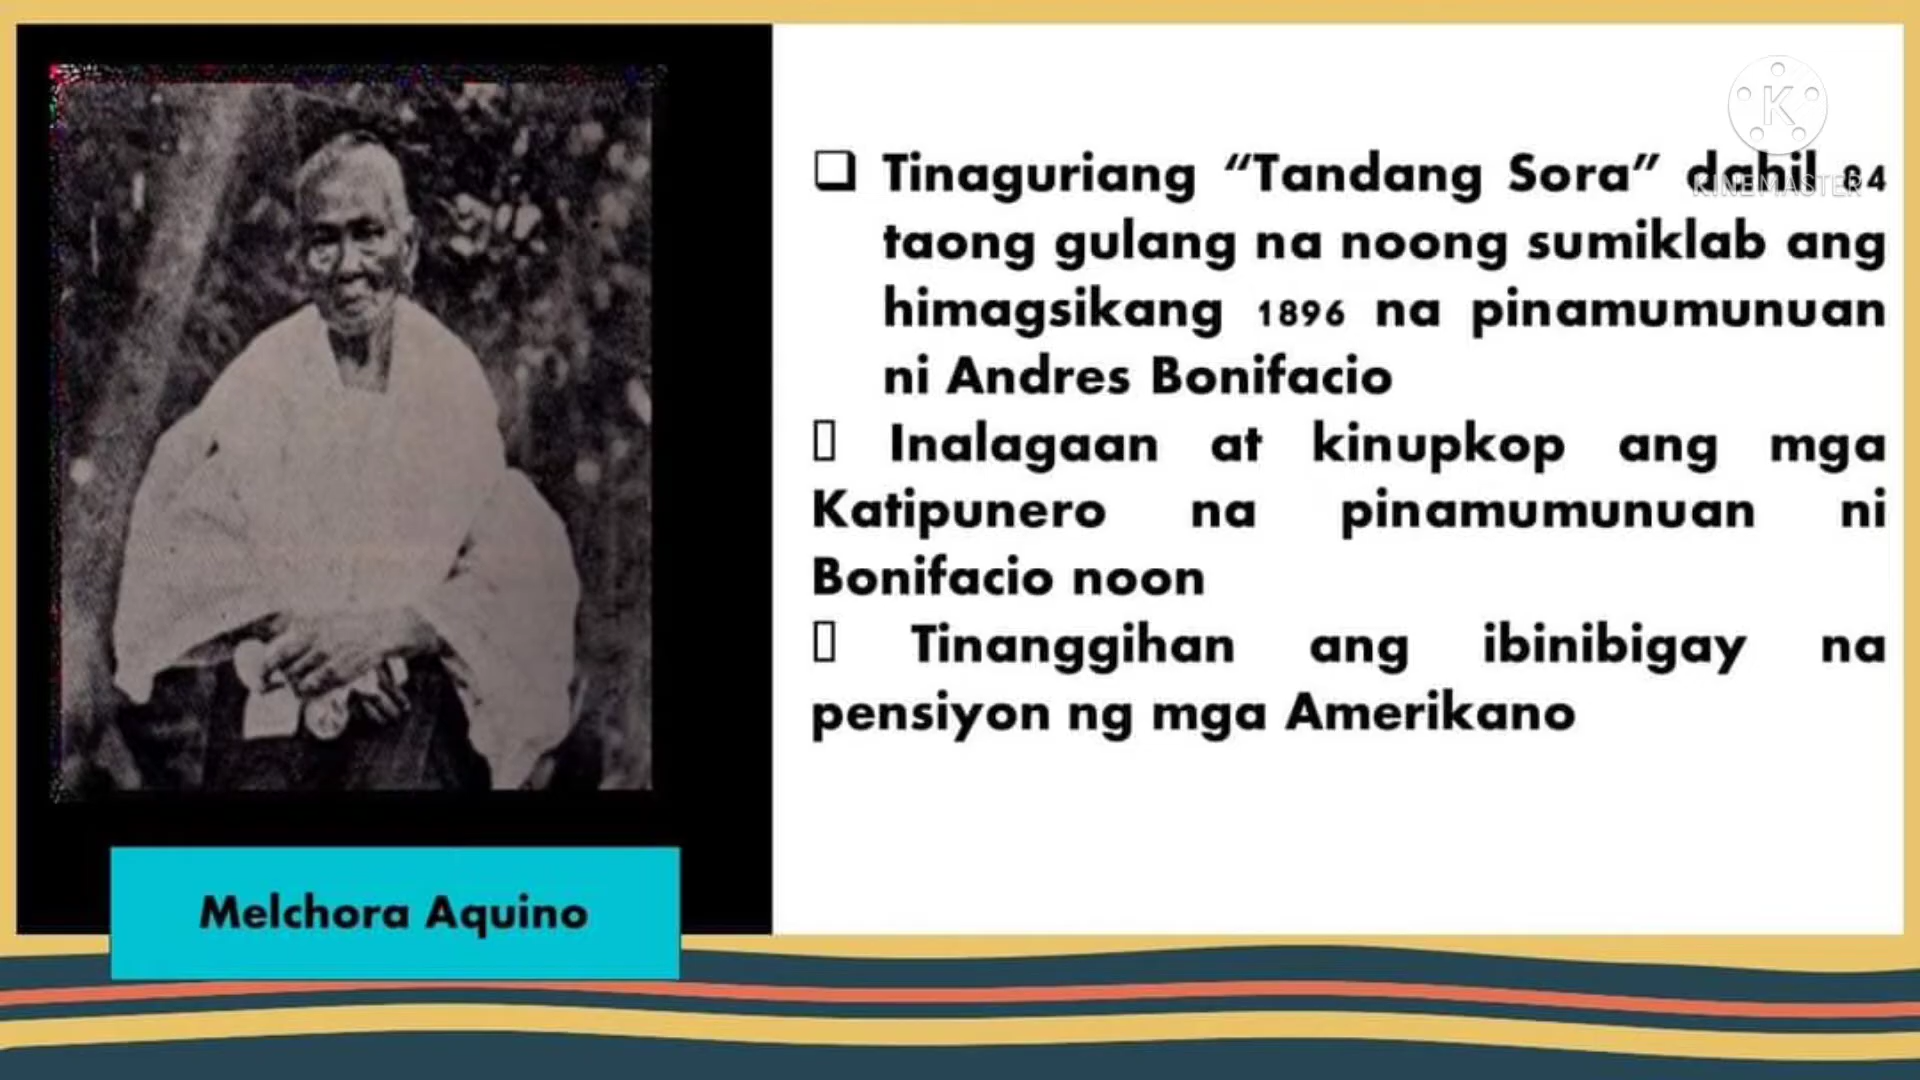 K
KINEMASTER
❑ Tinaguriang “Tandang Sora” dahil 84
taong gulang na noong sumiklab ang
himagsikang 1896 na pinamumunuan
ni Andres Bonifacio
Inalagaan at kinupkop ang mga
Katipunero na pinamumunuan ni
Bonifacio noon
Tinanggihan ang ibinibigay na
pensiyon ng mga Amerikano
Melchora Aquino